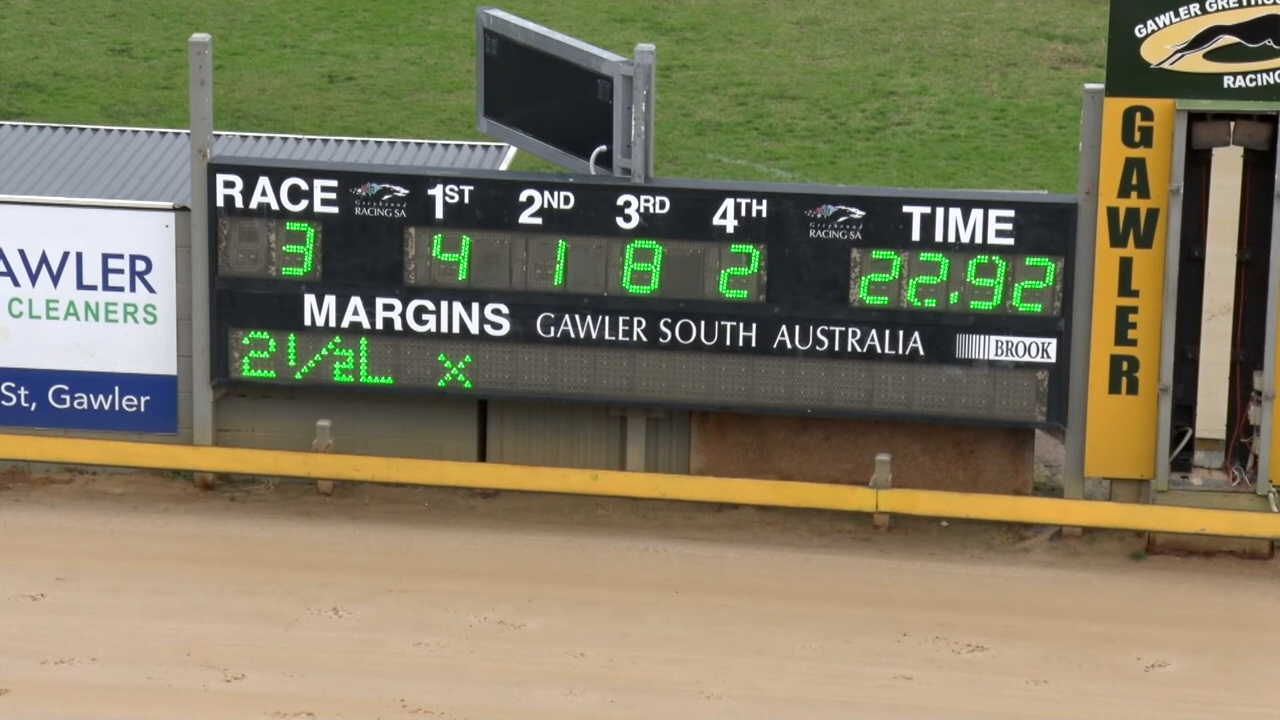 GAWLER GREYHOU
RACING
GAWLER
RACE 1ST 2ND 3RD 4TH TIME
Greyhound RACING SA
Greyhound RACING SA
3 4 1 8 2 22.92
MARGINS GAWLER SOUTH AUSTRALIA BROOK
2 1/2L X
AWLER
CLEANERS
St, Gawler